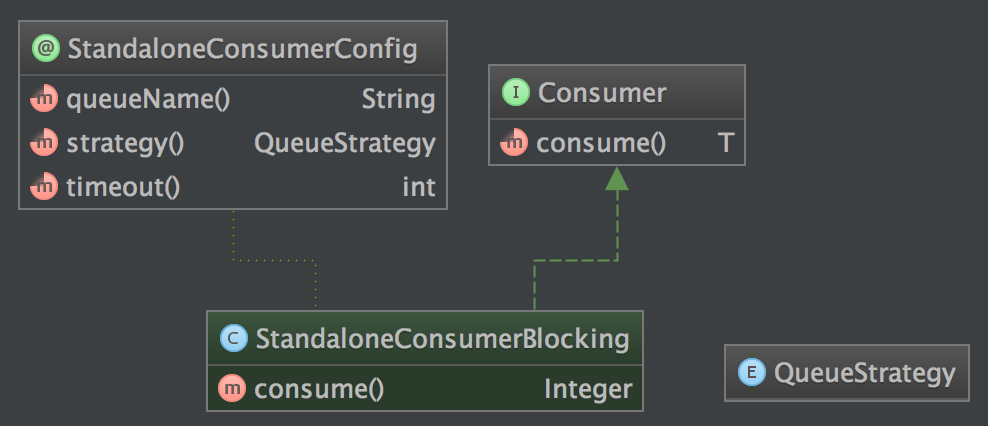 @ StandaloneConsumerConfig
m queueName() String
m strategy() QueueStrategy
m timeout() int
I Consumer
m consume() T
C StandaloneConsumerBlocking
m consume() Integer
E QueueStrategy